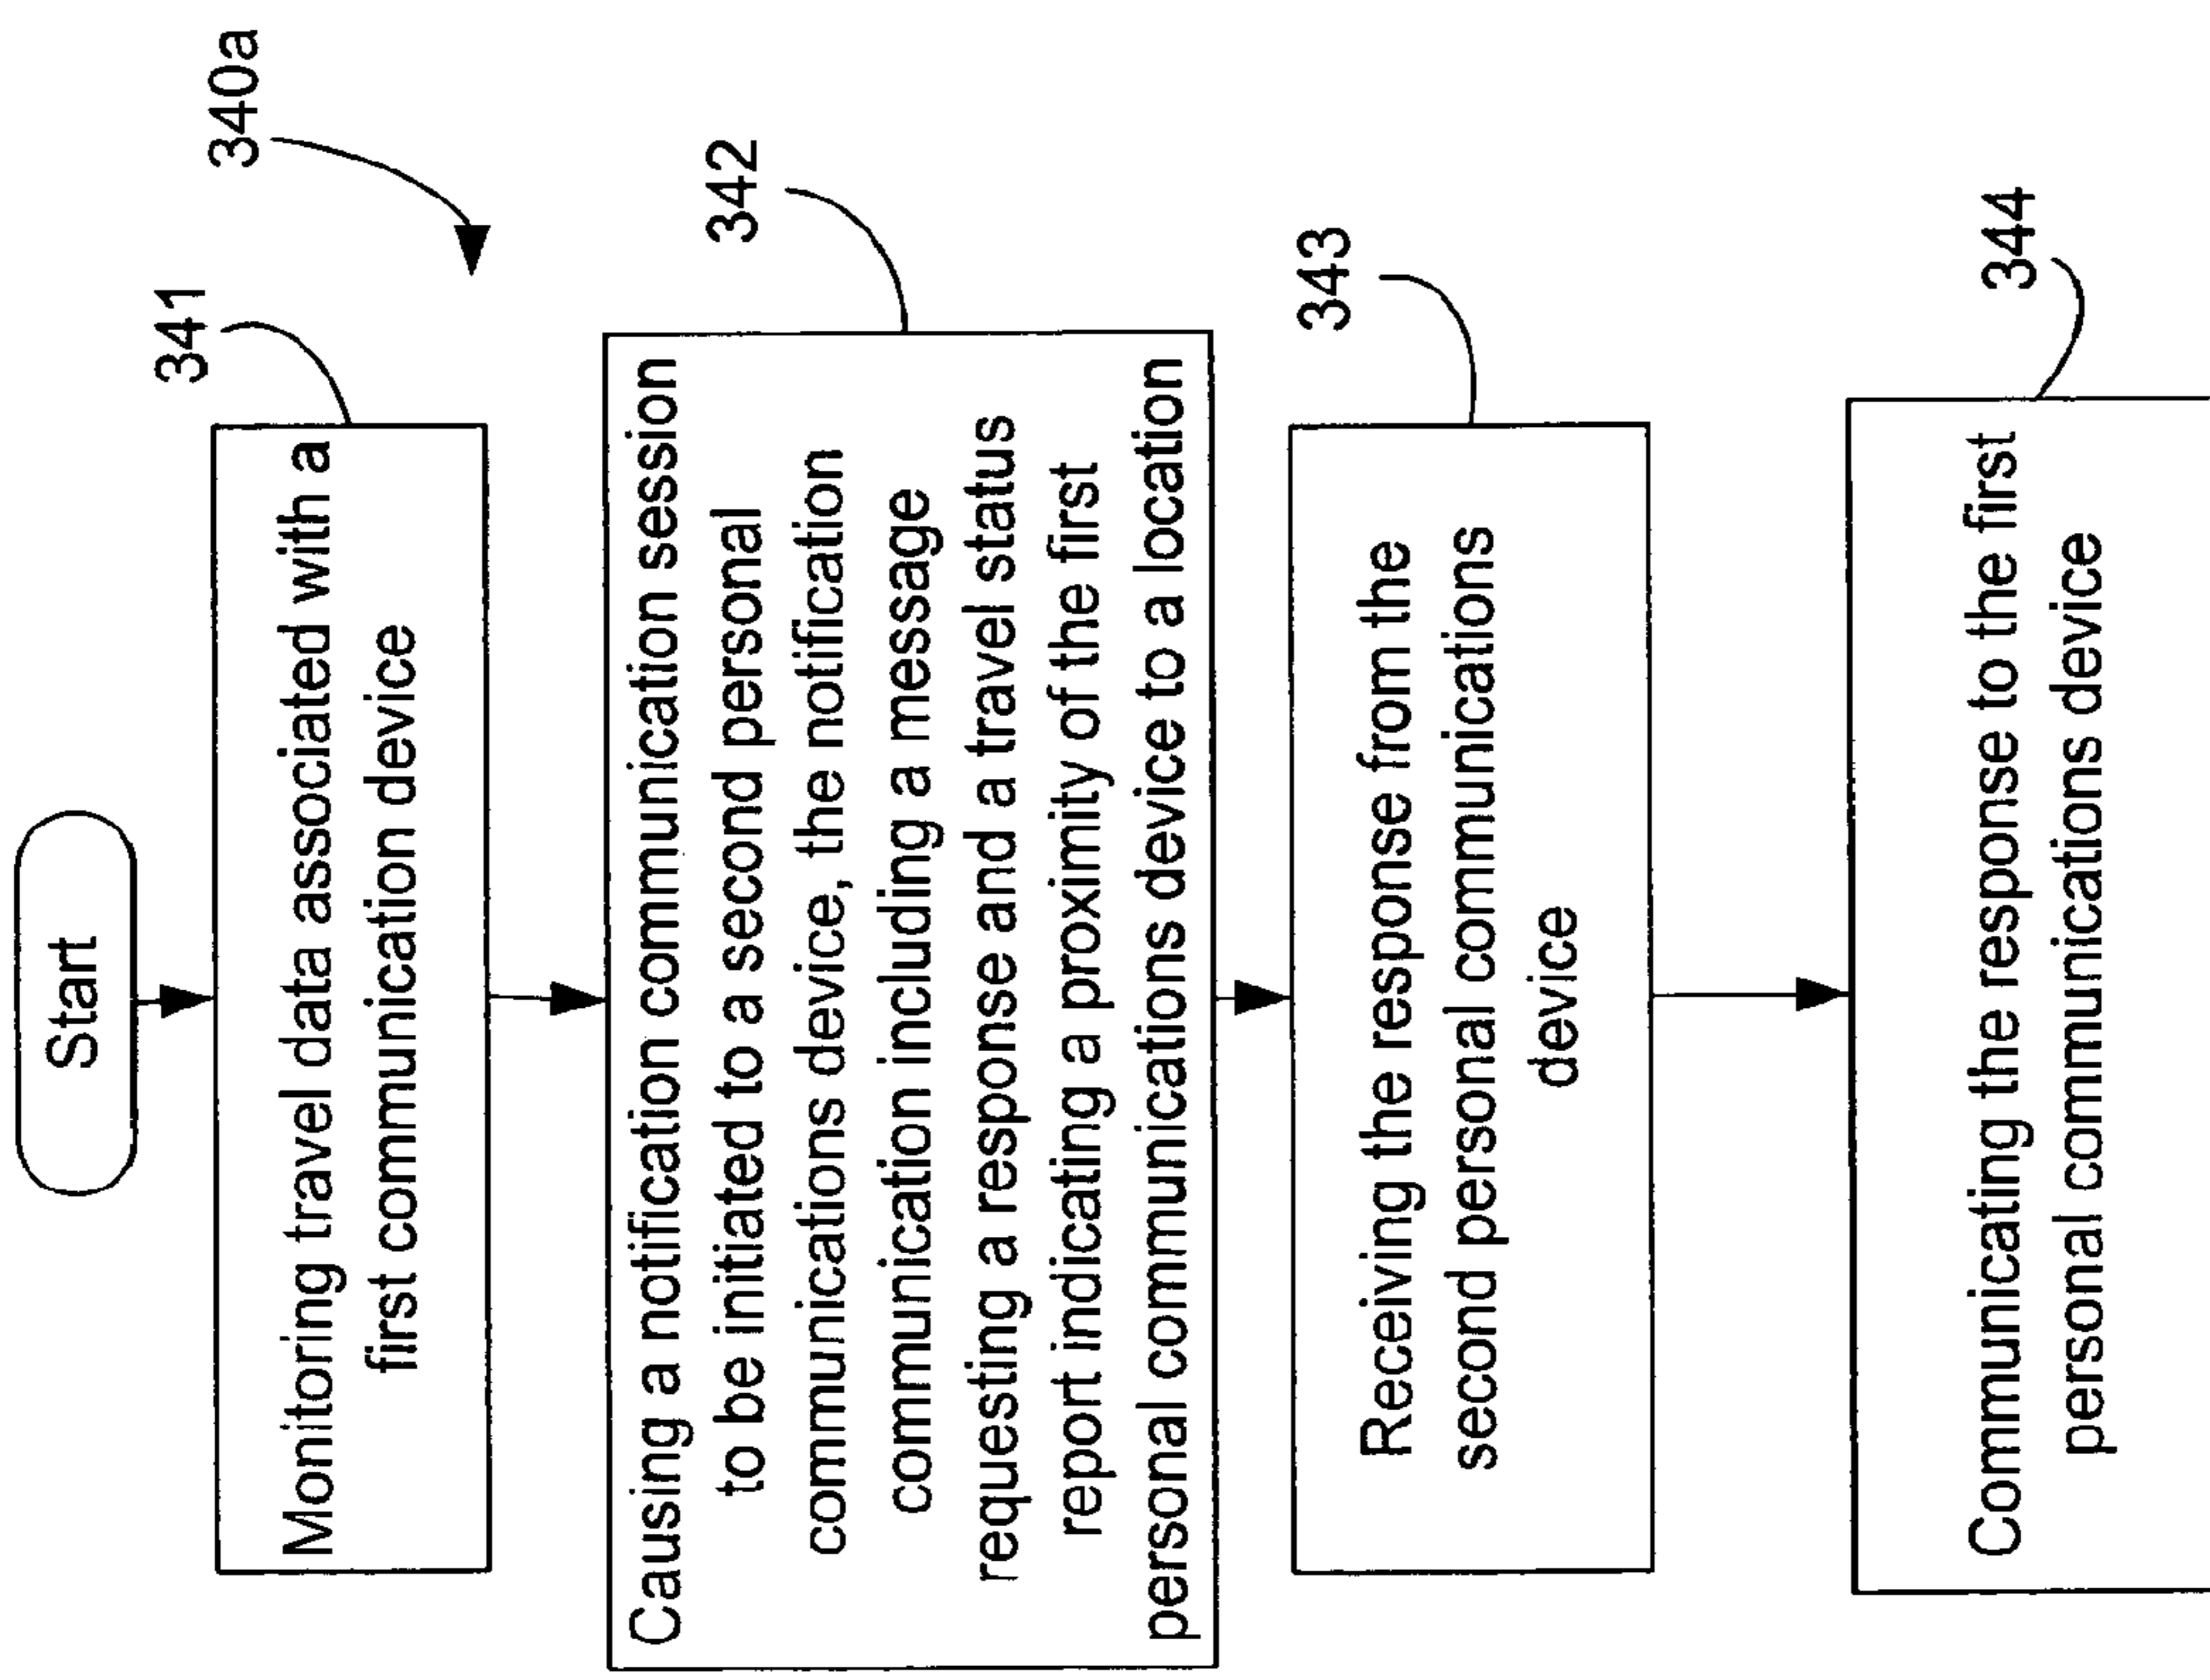 Start
340a
341
Monitoring travel data associated with a
first communication device
342
Causing a notification communication session
to be initiated to a second personal
communications device, the notification
communication including a message
requesting a response and a travel status
report indicating a proximity of the first
personal communications device to a location
343
Receiving the response from the
second personal communications
device
344
Communicating the response to the first
personal communications device